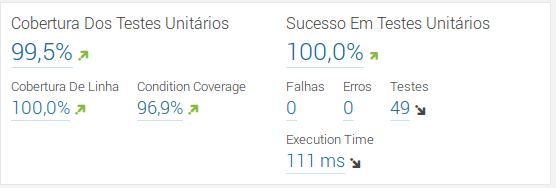 Cobertura Dos Testes Unitários
99,5%
Cobertura De Linha
100,0%
Condition Coverage
96,9%
Sucesso Em Testes Unitários
100,0%
Falhas
0
Erros
0
Testes
49
Execution Time
111 ms